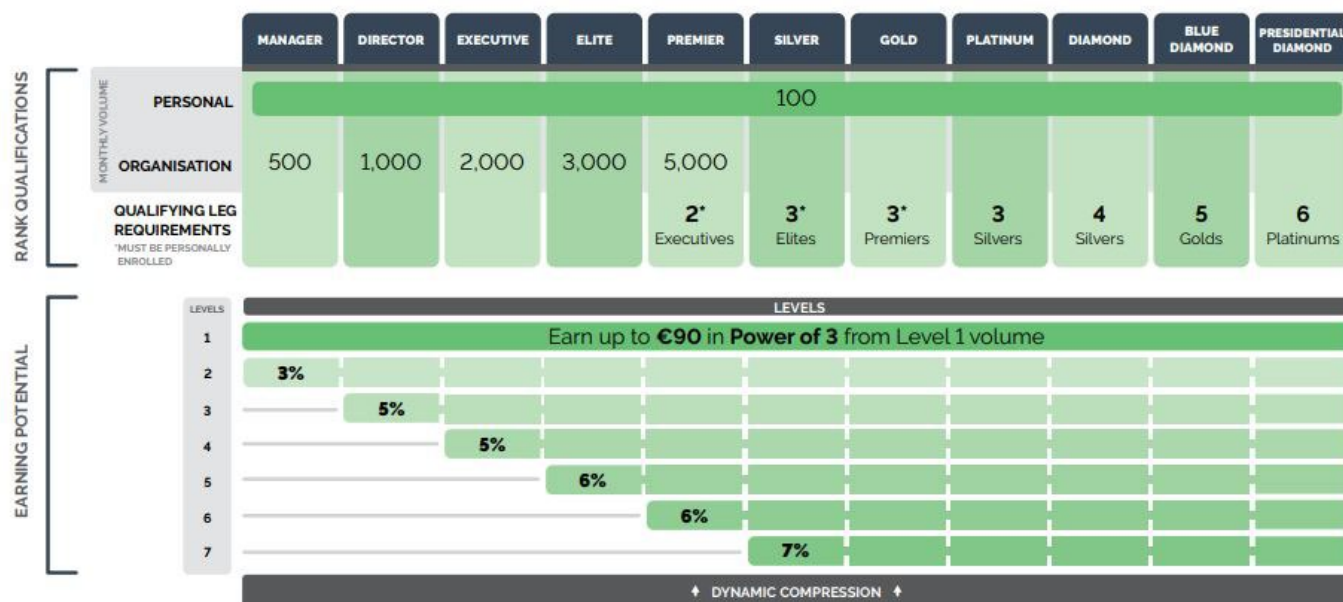 MANAGER DIRECTOR EXECUTIVE ELITE PREMIER SILVER GOLD PLATINUM DIAMOND BLUE DIAMOND PRESIDENTIAL DIAMOND
RANK QUALIFICATIONS
MONTHLY VOLUME
PERSONAL 100
ORGANISATION 500 1,000 2,000 3,000 5,000
QUALIFYING LEG
REQUIREMENTS
*MUST BE PERSONALLY
ENROLLED
2* 3* 3* 3 4 5 6
Executives Elites Premiers Silvers Silvers Golds Platinums
EARNING POTENTIAL
LEVELS LEVELS
1 Earn up to €90 in Power of 3 from Level 1 volume
2 3%
3 5%
4 5%
5 6%
6 6%
7 7%
DYNAMIC COMPRESSION